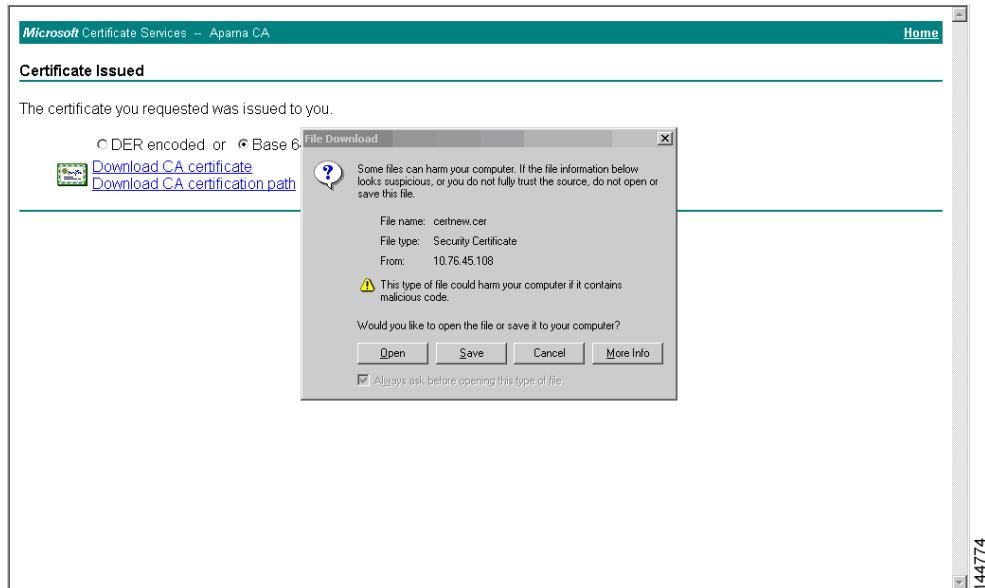 Microsoft Certificate Services -- Aparna CA Home
Certificate Issued
The certificate you requested was issued to you.
DER encoded or Base 6
Download CA certificate
Download CA certification path
File Download
Some files can harm your computer. If the file information below
looks suspicious, or you do not fully trust the source, do not open or
save this file.
File name: certnew.cer
File type: Security Certificate
From: 10.76.45.108
This type of file could harm your computer if it contains
malicious code.
Would you like to open the file or save it to your computer?
Open Save Cancel More Info
Always ask before opening this type of file
144774